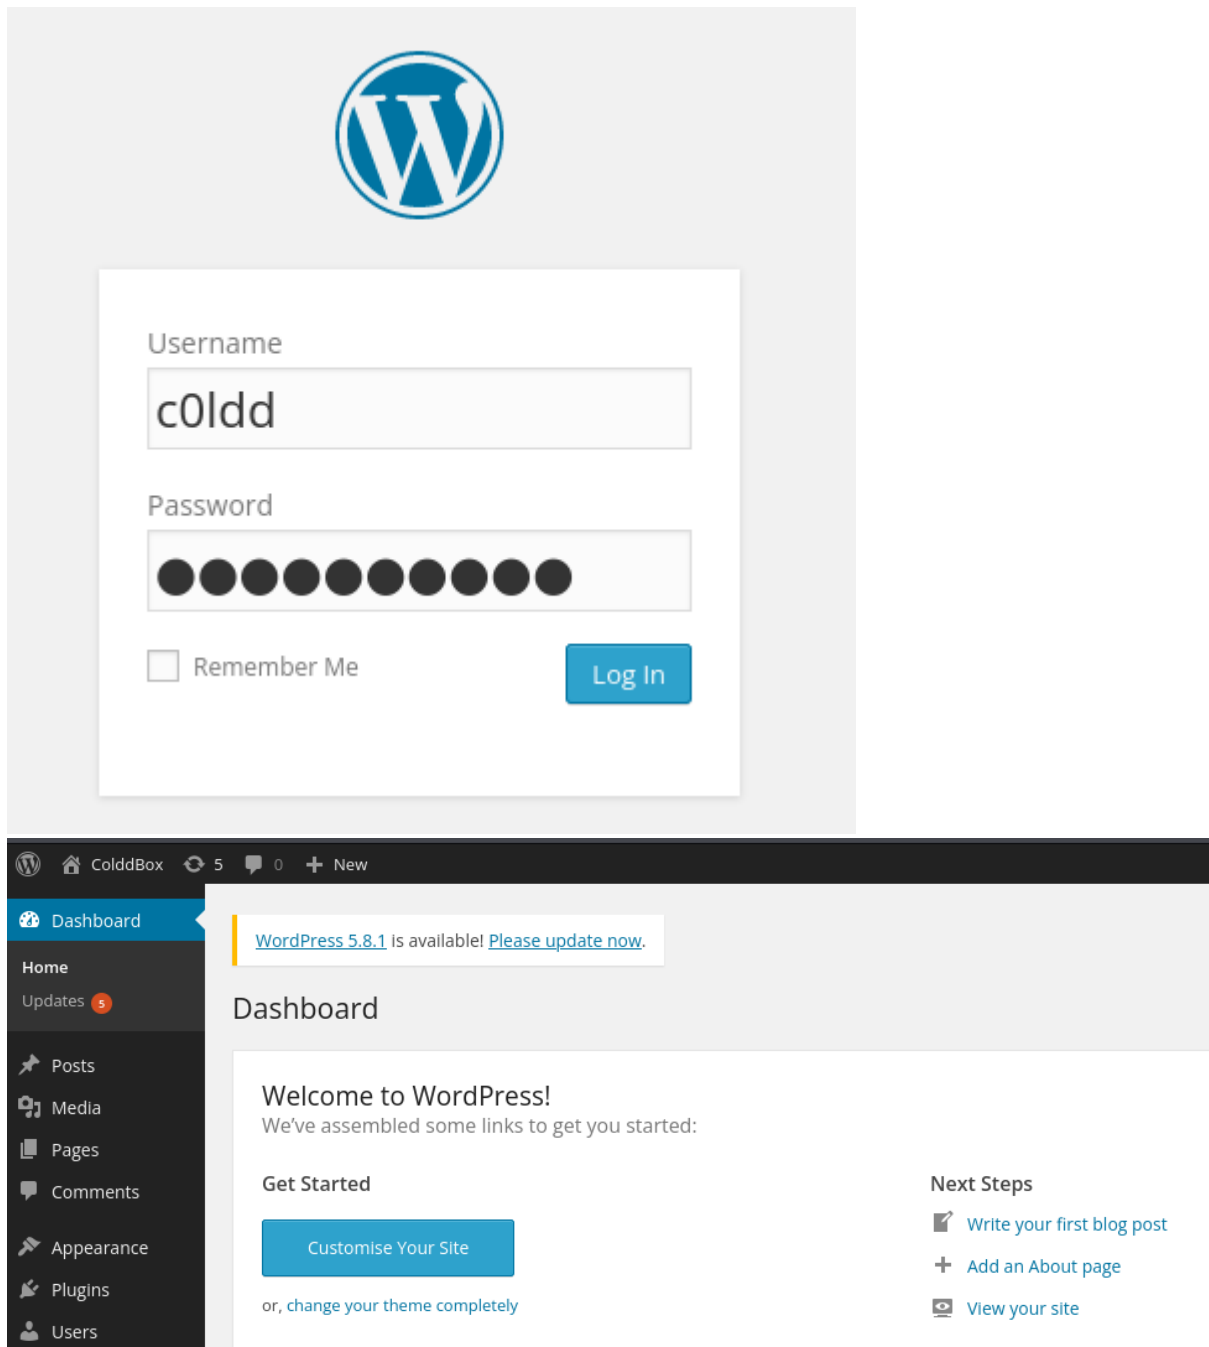 Username
c0ldd
Password
●●●●●●●●●●
Remember Me
Log In
ColddBox 5 0 New
Dashboard
Home
Updates 5
Posts
Media
Pages
Comments
Appearance
Plugins
Users
WordPress 5.8.1 is available! Please update now.
Dashboard
Welcome to WordPress!
We’ve assembled some links to get you started:
Get Started
Customise Your Site
or, change your theme completely
Next Steps
Write your first blog post
Add an About page
View your site